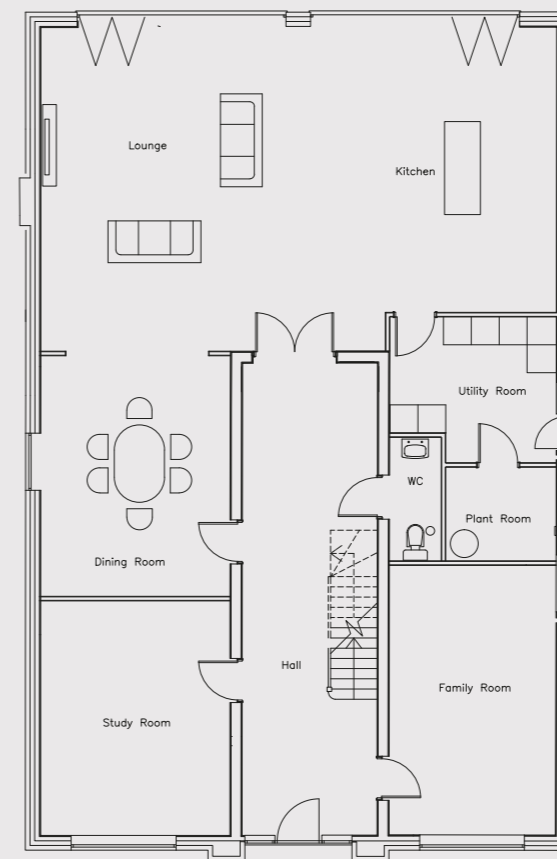 Lounge
Kitchen
Utility Room
WC
Plant Room
Dining Room
Hall
Family Room
Study Room